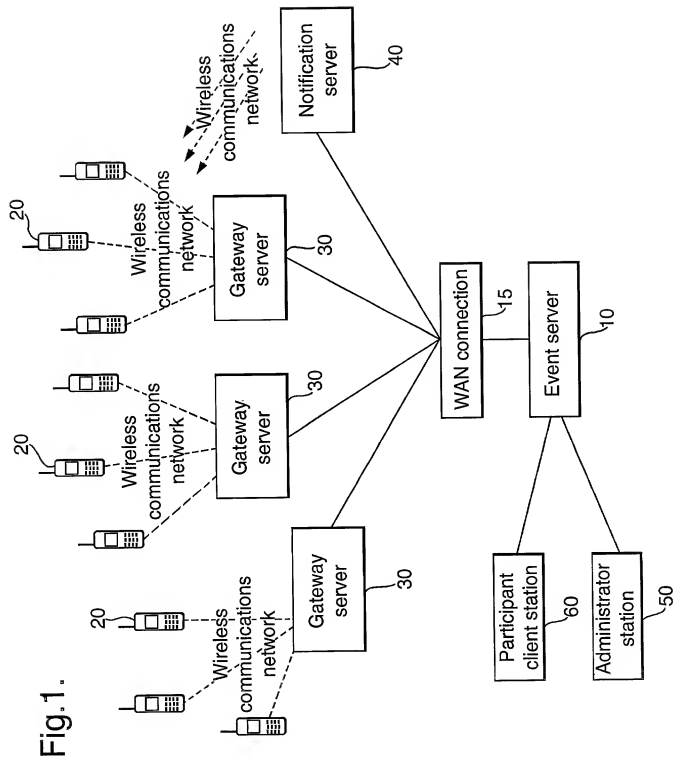 Fig.1.
20
Wireless
communications
network
Gateway
server
30
20
Wireless
communications
network
Gateway
server
30
20
Wireless
communications
network
Gateway
server
30
Wireless
communications
network
Notification
server
40
WAN connection
15
Event server
10
Participant
client station
60
Administrator
station
50